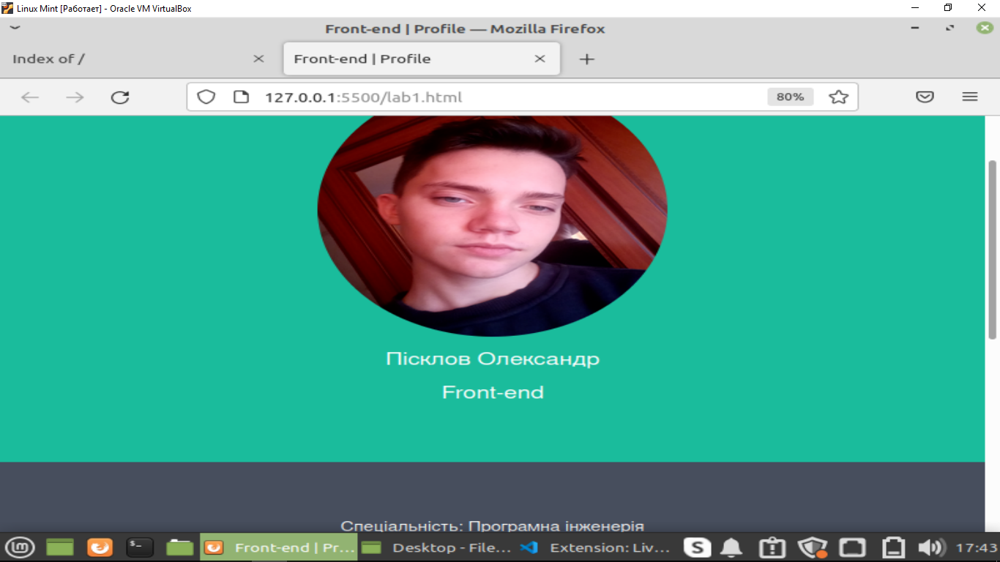 Linux Mint [Работает] - Oracle VM VirtualBox
Front-end | Profile — Mozilla Firefox
Index of /
Front-end | Profile
127.0.0.1:5500/lab1.html
80%
Пісклов Олександр
Front-end
Спеціальність: Програмна інженерія
Front-end | Pr...
Desktop - File...
Extension: Liv...
S
17:43